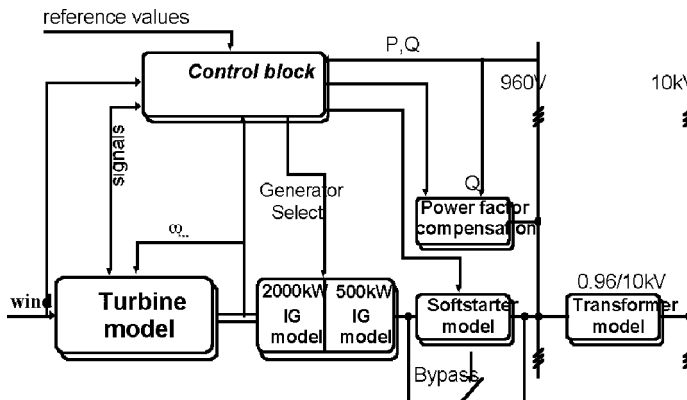 reference values
Control block
P,Q
960V
10kV
signals
Generator
Select
Q
Power factor
compensation
ω
wind
Turbine
model
2000kW
IG
model
500kW
IG
model
Softstarter
model
0.96/10kV
Transformer
model
Bypass